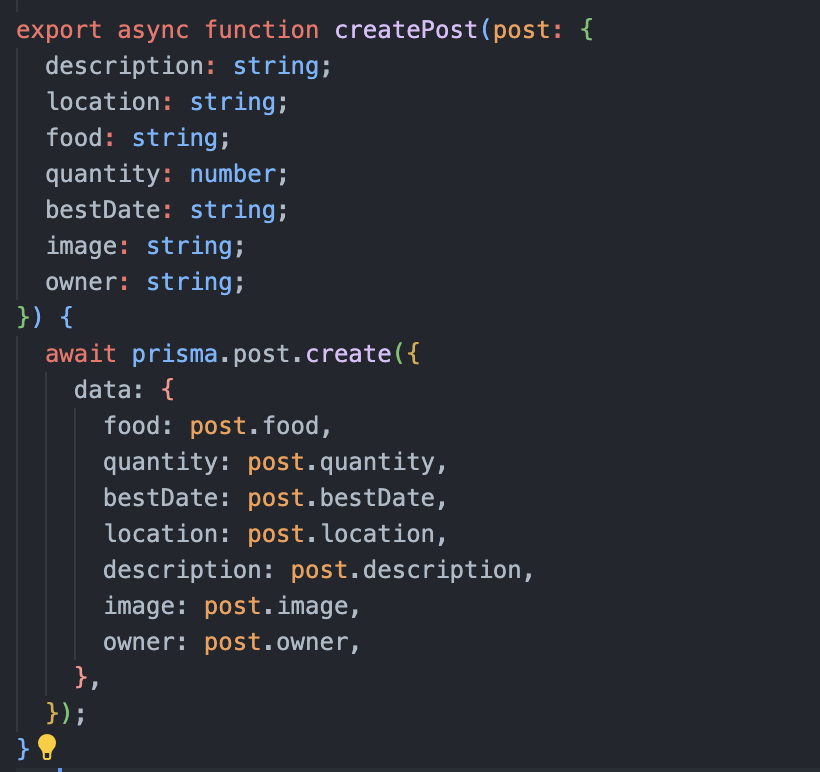 export async function createPost(post: {
  description: string;
  location: string;
  food: string;
  quantity: number;
  bestDate: string;
  image: string;
  owner: string;
}) {
  await prisma.post.create({
    data: {
      food: post.food,
      quantity: post.quantity,
      bestDate: post.bestDate,
      location: post.location,
      description: post.description,
      image: post.image,
      owner: post.owner,
    },
  });
}